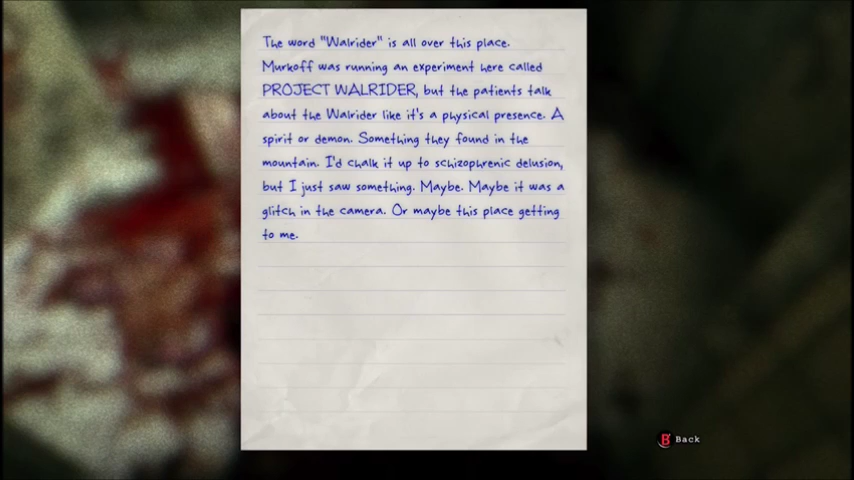 The word "Walrider" is all over this place.
Murkoff was running an experiment here called
PROJECT WALRIDER, but the patients talk
about the Walrider like it's a physical presence. A
spirit or demon. Something they found in the
mountain. I'd chalk it up to schizophrenic delusion,
but I just saw something. Maybe. Maybe it was a
glitch in the camera. Or maybe this place getting
to me.
B Back